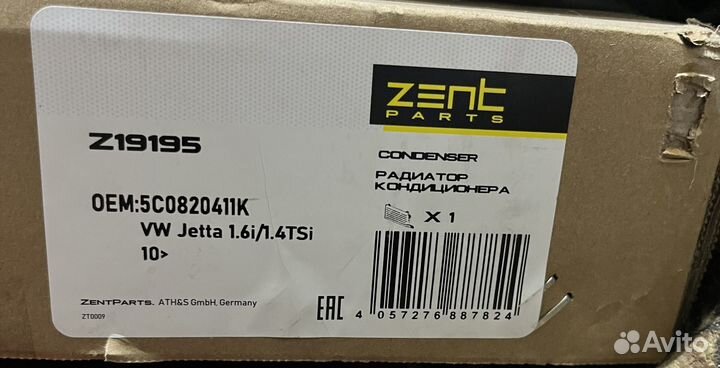 ZENT
PARTS
Z19195
CONDENSER
РАДИАТОР
КОНДИЦИОНЕРА
OEM:5C0820411K
VW Jetta 1.6i/1.4TSi
10>
X 1
ZENTPARTS. ATH&S GmbH, Germany
ZT0009
EAC
4 057276 887824
Avito